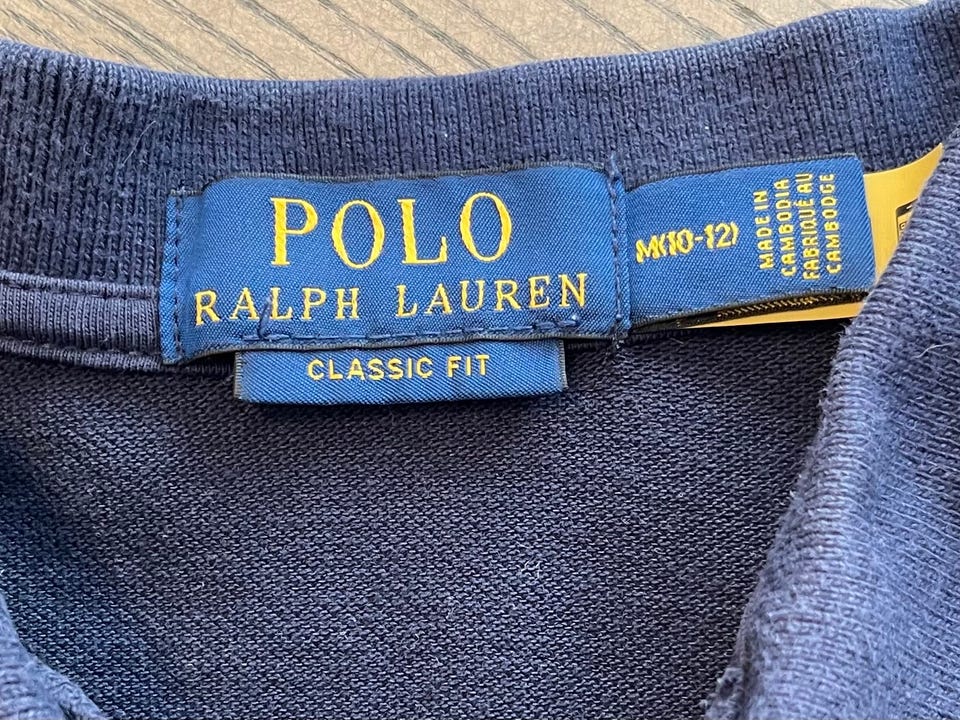 POLO
RALPH LAUREN
CLASSIC FIT
M(10-12)
MADE IN
CAMBODIA
FABRIQUÉ AU
CAMBODGE